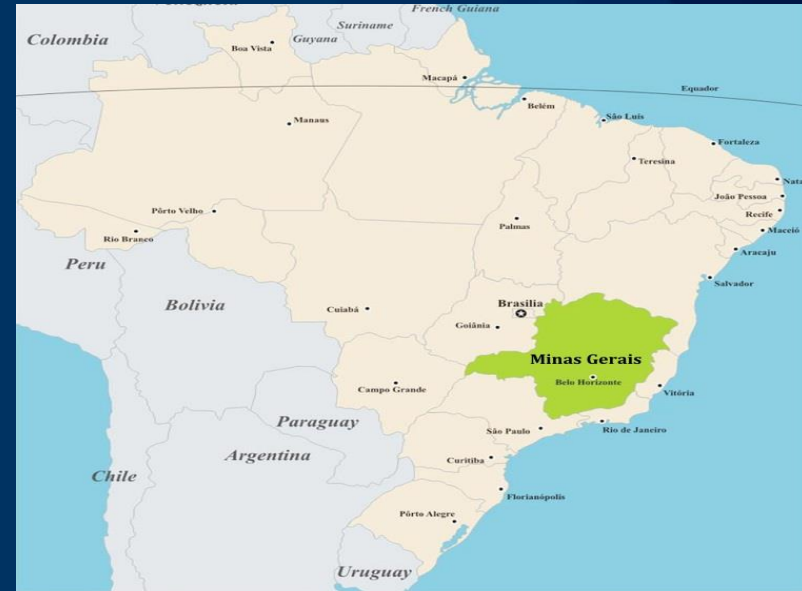 French Guiana
Suriname
Colombia
Guyana
Boa Vista
Macapá
Equador
Belém
São Luís
Manaus
Fortaleza
Teresina
Nata
João Pessoa
Pôrto Velho
Recife
Palmas
Maceió
Rio Branco
Aracaju
Peru
Salvador
Bolivia
Brasilia
Cuiabá
Goiânia
Minas Gerais
Belo Horizonte
Campo Grande
Vitória
Paraguay
São Paulo
Rio de Janeiro
Argentina
Curitiba
Chile
Florianópolis
Pôrto Alegre
Uruguay